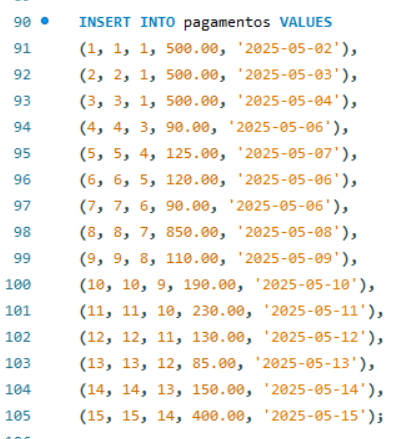 90 INSERT INTO pagamentos VALUES
91 (1, 1, 1, 500.00, '2025-05-02'),
92 (2, 2, 1, 500.00, '2025-05-03'),
93 (3, 3, 1, 500.00, '2025-05-04'),
94 (4, 4, 3, 90.00, '2025-05-06'),
95 (5, 5, 4, 125.00, '2025-05-07'),
96 (6, 6, 5, 120.00, '2025-05-06'),
97 (7, 7, 6, 90.00, '2025-05-06'),
98 (8, 8, 7, 850.00, '2025-05-08'),
99 (9, 9, 8, 110.00, '2025-05-09'),
100 (10, 10, 9, 190.00, '2025-05-10'),
101 (11, 11, 10, 230.00, '2025-05-11'),
102 (12, 12, 11, 130.00, '2025-05-12'),
103 (13, 13, 12, 85.00, '2025-05-13'),
104 (14, 14, 13, 150.00, '2025-05-14'),
105 (15, 15, 14, 400.00, '2025-05-15');